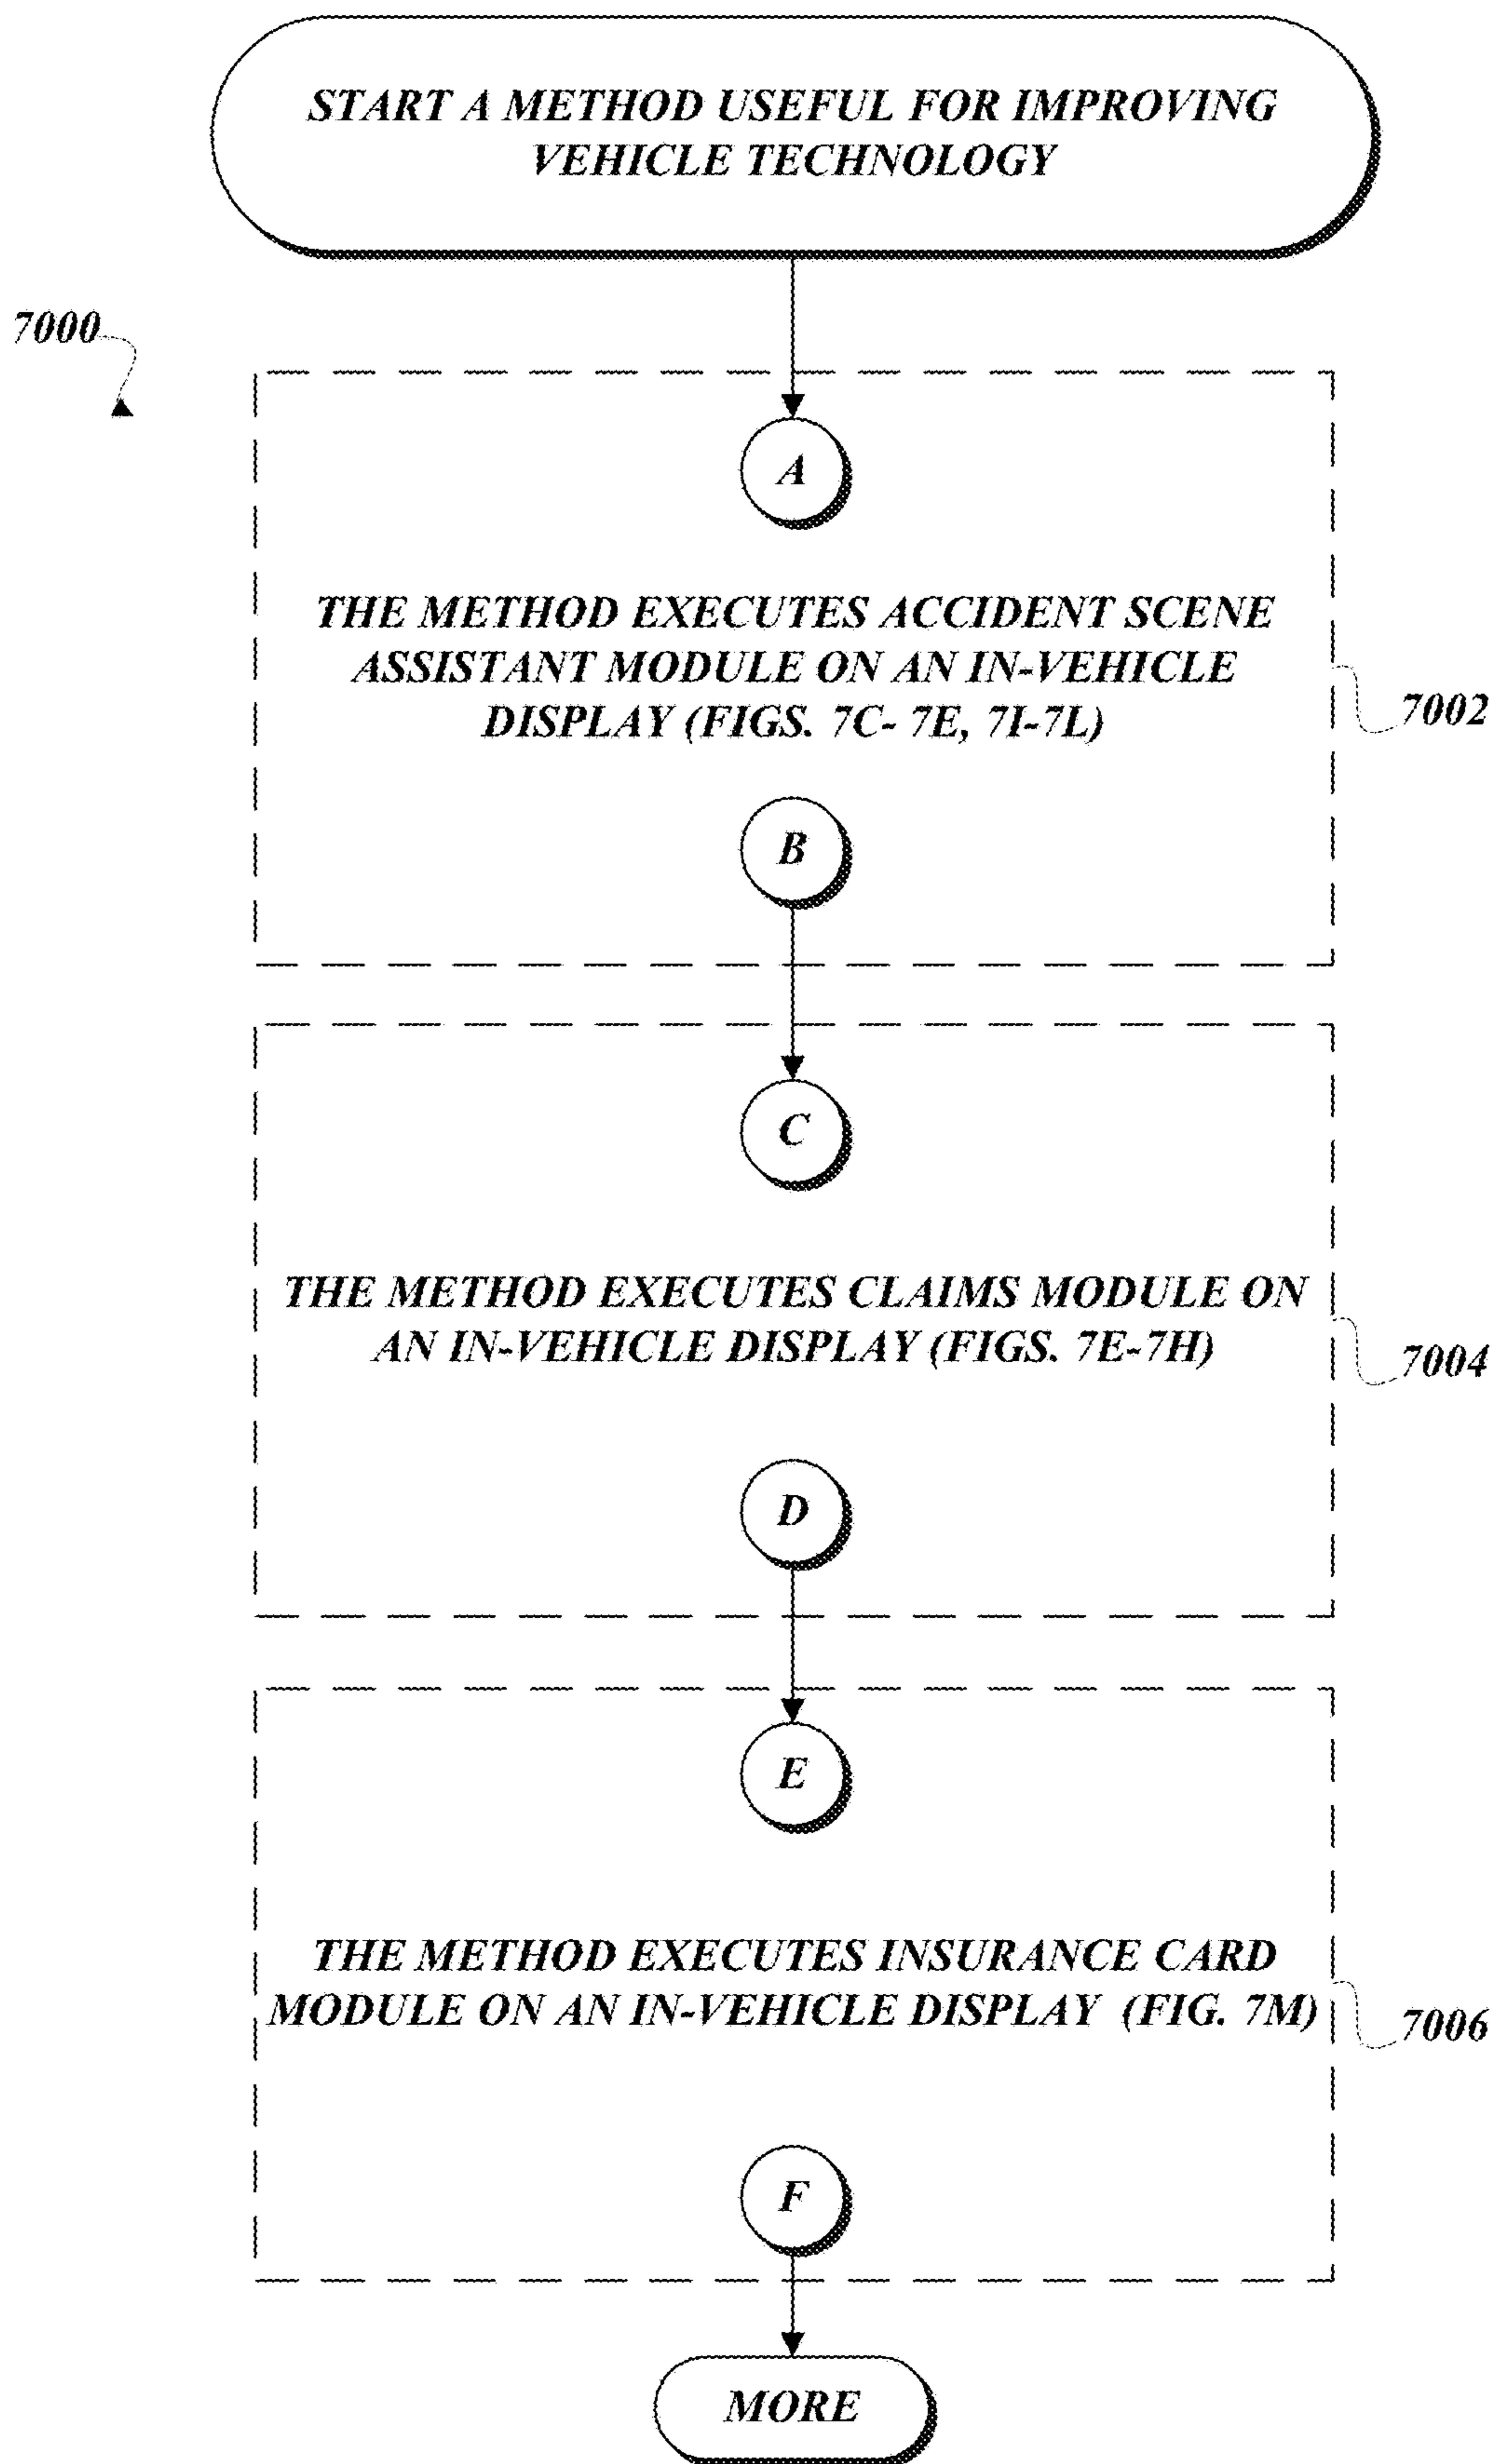 START A METHOD USEFUL FOR IMPROVING
VEHICLE TECHNOLOGY
7000
A
THE METHOD EXECUTES ACCIDENT SCENE
ASSISTANT MODULE ON AN IN-VEHICLE
DISPLAY (FIGS. 7C- 7E, 7I-7L)
7002
B
C
THE METHOD EXECUTES CLAIMS MODULE ON
AN IN-VEHICLE DISPLAY (FIGS. 7E-7H)
7004
D
E
THE METHOD EXECUTES INSURANCE CARD
MODULE ON AN IN-VEHICLE DISPLAY (FIG. 7M)
7006
F
MORE